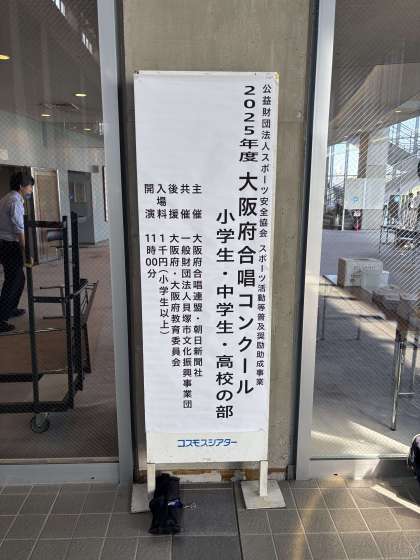 公益財団法人スポーツ安全協会 スポーツ活動等普及奨励助成事業
2025年度 大阪府合唱コンクール
小学生・中学生・高校の部
主 催 大阪府合唱連盟・朝日新聞社
共 催 一般財団法人貝塚市文化振興事業団
後 援 大阪府・大阪府教育委員会
入場料 1千円(小学生以上)
開 演 11時00分
コスモスシアター